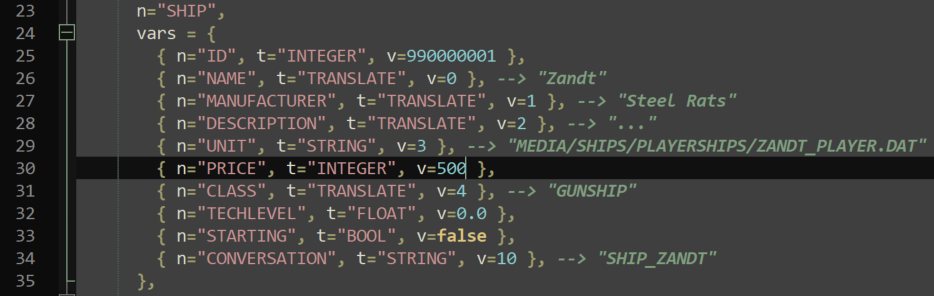 23 n="SHIP",
24 vars = {
25 { n="ID", t="INTEGER", v=990000001 },
26 { n="NAME", t="TRANSLATE", v=0 }, --> "Zandt"
27 { n="MANUFACTURER", t="TRANSLATE", v=1 }, --> "Steel Rats"
28 { n="DESCRIPTION", t="TRANSLATE", v=2 }, --> "..."
29 { n="UNIT", t="STRING", v=3 }, --> "MEDIA/SHIPS/PLAYERSHIPS/ZANDT_PLAYER.DAT"
30 { n="PRICE", t="INTEGER", v=500 },
31 { n="CLASS", t="TRANSLATE", v=4 }, --> "GUNSHIP"
32 { n="TECHLEVEL", t="FLOAT", v=0.0 },
33 { n="STARTING", t="BOOL", v=false },
34 { n="CONVERSATION", t="STRING", v=10 }, --> "SHIP_ZANDT"
35 },